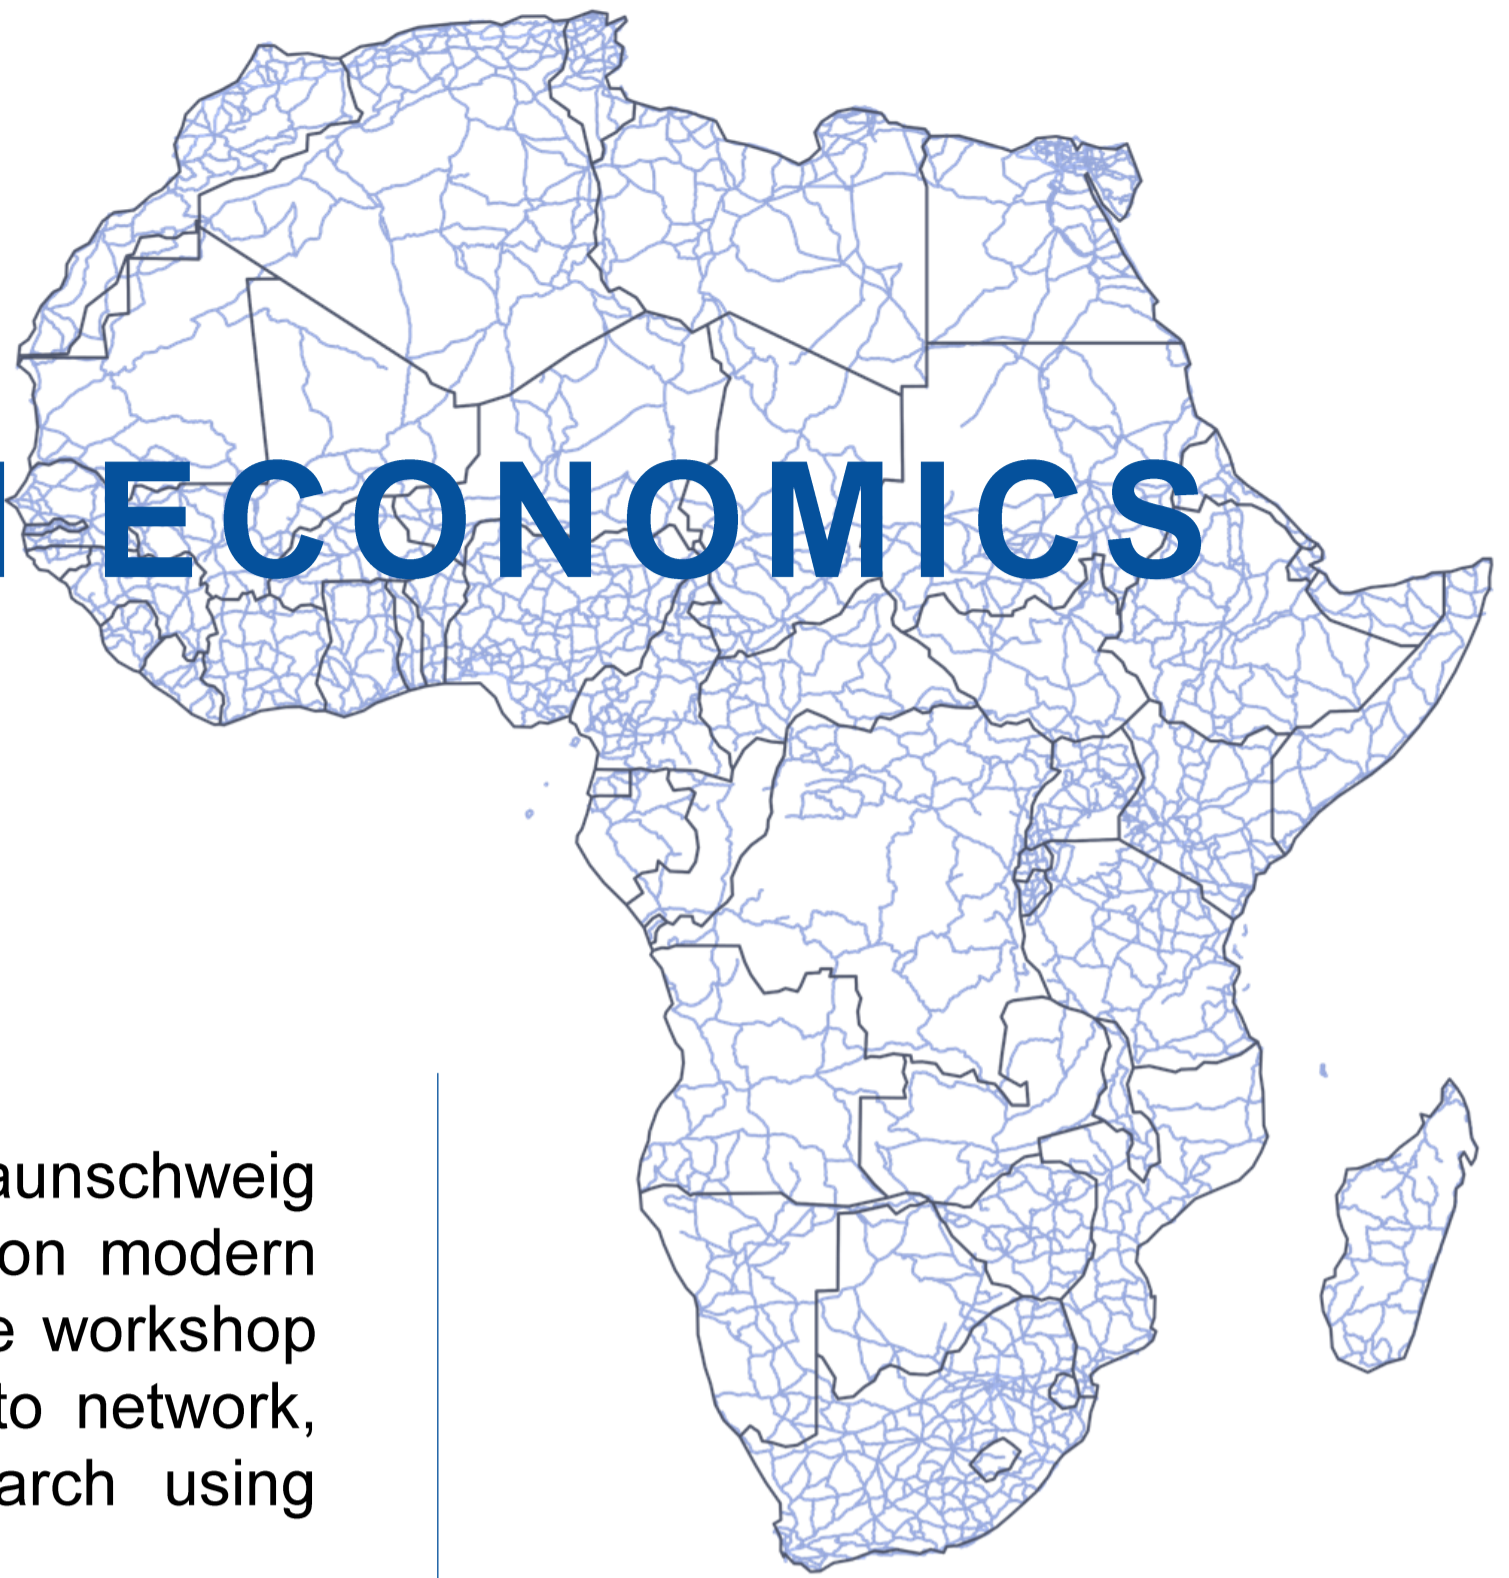 ECONOMICS
aunschweig
on modern
e workshop
to network,
arch using